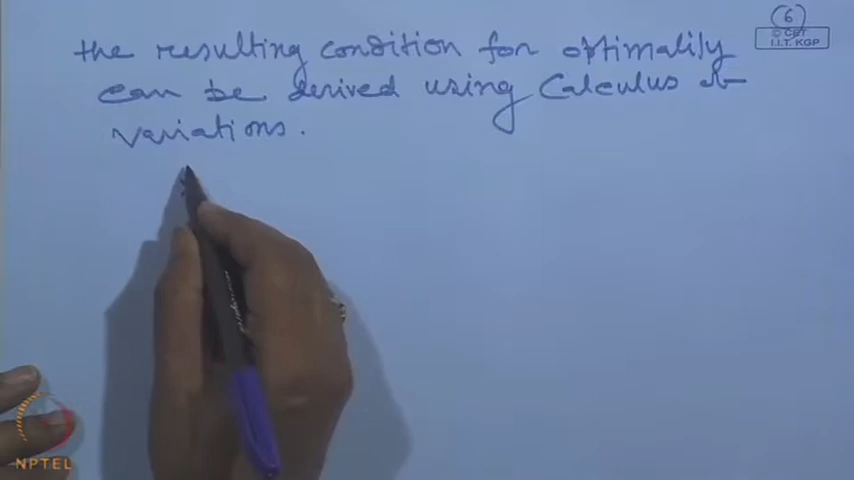 6
© CET
I.I.T. KGP
the resulting condition for optimality
can be derived using Calculus of
variations.
NPTEL